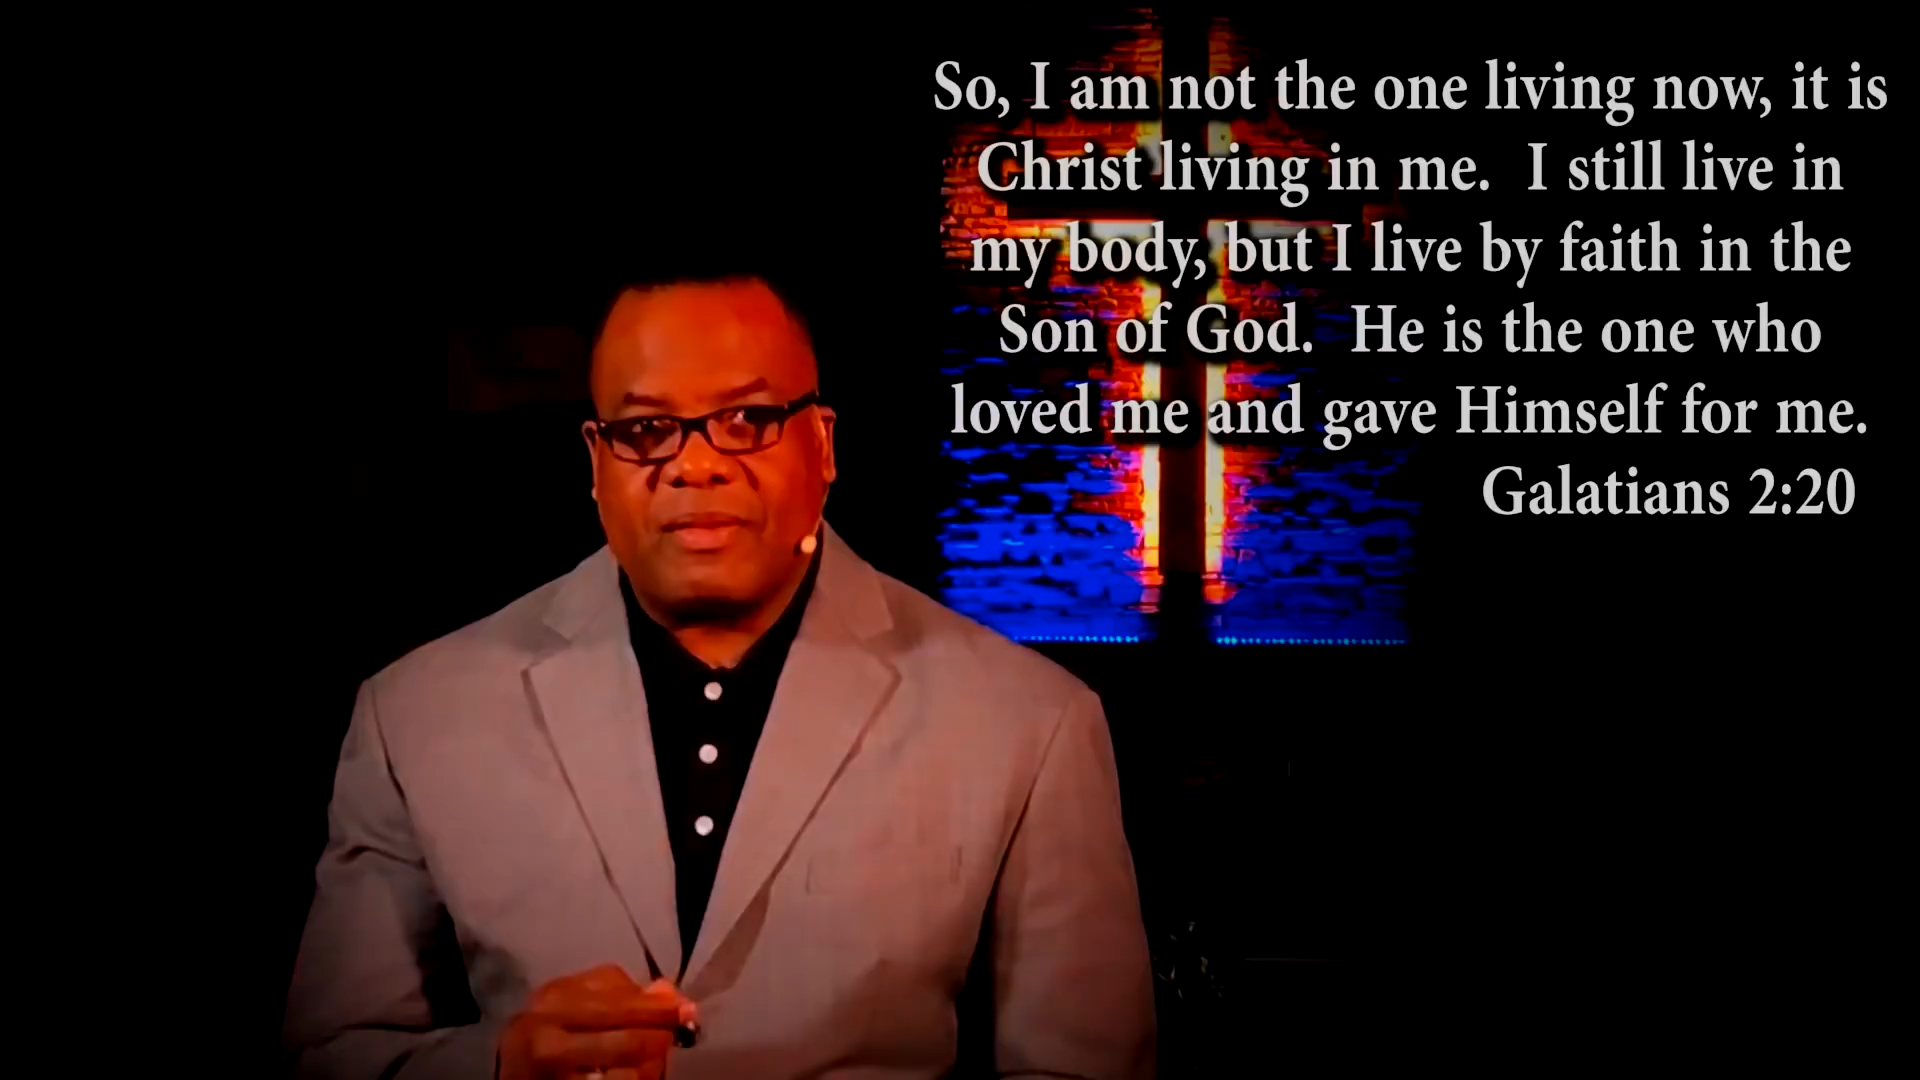 So, I am not the one living now, it is
Christ living in me.  I still live in
my body, but I live by faith in the
Son of God.  He is the one who
loved me and gave Himself for me.
Galatians 2:20